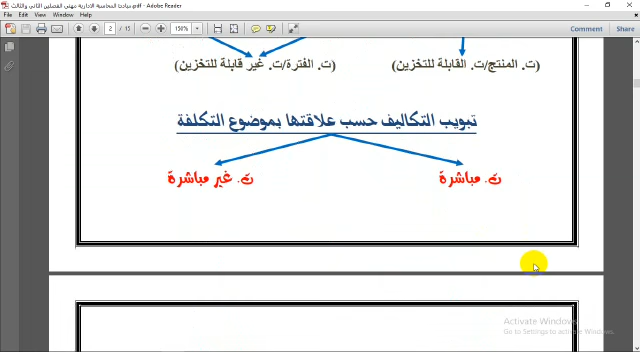 مبادئ المحاسبة الادارية مهنى الفصلين الثانى والثالث.pdf - Adobe Reader
File Edit View Window Help
2 / 15 150% Comment Share
(ت. المنتج/ت. القابلة للتخزين) (ت. الفترة/ت. غير قابلة للتخزين)
تبويب التكاليف حسب علاقتها بموضوع التكلفة
ت. مباشرة ت. غير مباشرة
Activate Windows
Go to Settings to activate Windows.